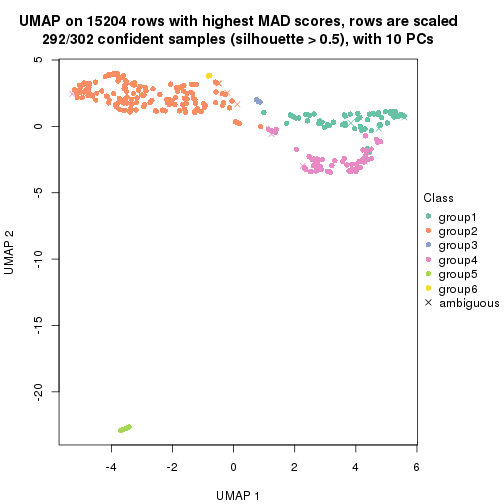 UMAP on 15204 rows with highest MAD scores, rows are scaled
292/302 confident samples (silhouette > 0.5), with 10 PCs
5
0
-5
-10
-15
-20
UMAP 2
-4
-2
0
2
4
6
UMAP 1
Class
group1
group2
group3
group4
group5
group6
ambiguous